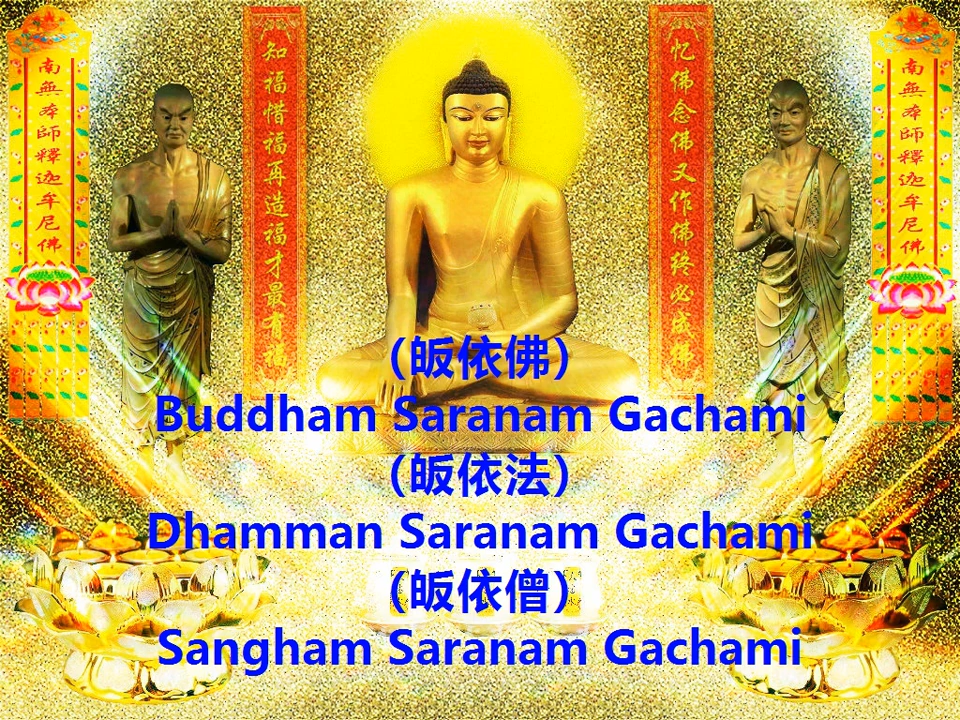 南無本師釋迦牟尼佛
知福惜福再造福才最有福
忆佛念佛又作佛终必成佛
南無本師釋迦牟尼佛
（皈依佛）
Buddham Saranam Gachami
（皈依法）
Dhamman Saranam Gachami
（皈依僧）
Sangham Saranam Gachami